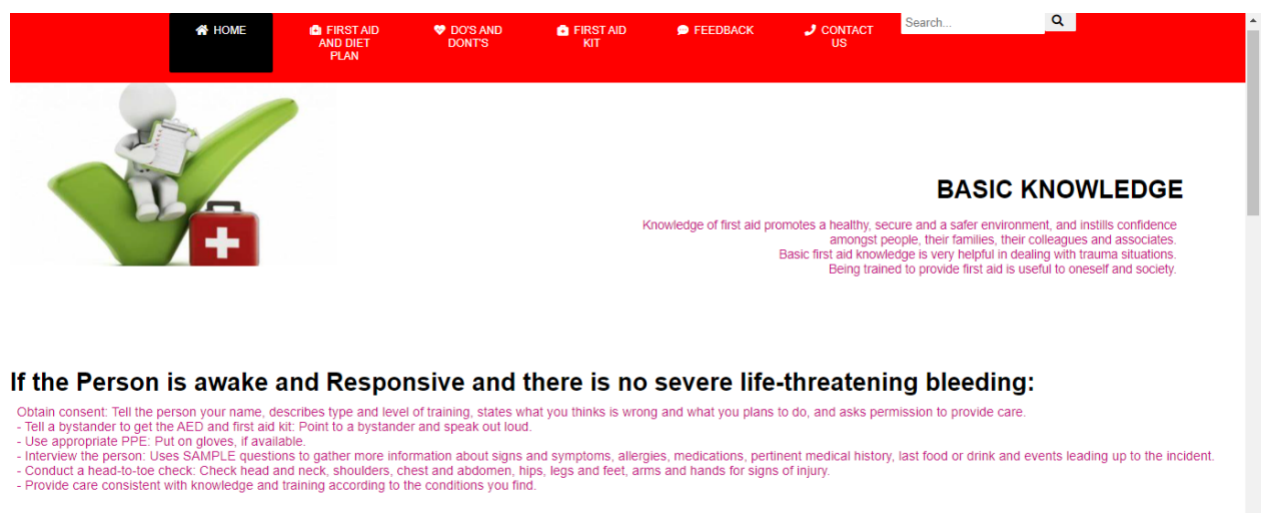 HOME
FIRST AID
AND DIET
PLAN
DO'S AND
DONT'S
FIRST AID
KIT
FEEDBACK
CONTACT
US
Search...
BASIC KNOWLEDGE
Knowledge of first aid promotes a healthy, secure and a safer environment, and instills confidence
amongst people, their families, their colleagues and associates.
Basic first aid knowledge is very helpful in dealing with trauma situations.
Being trained to provide first aid is useful to oneself and society.
If the Person is awake and Responsive and there is no severe life-threatening bleeding:
Obtain consent: Tell the person your name, describes type and level of training, states what you thinks is wrong and what you plans to do, and asks permission to provide care.
- Tell a bystander to get the AED and first aid kit: Point to a bystander and speak out loud.
- Use appropriate PPE: Put on gloves, if available.
- Interview the person: Uses SAMPLE questions to gather more information about signs and symptoms, allergies, medications, pertinent medical history, last food or drink and events leading up to the incident.
- Conduct a head-to-toe check: Check head and neck, shoulders, chest and abdomen, hips, legs and feet, arms and hands for signs of injury.
- Provide care consistent with knowledge and training according to the conditions you find.